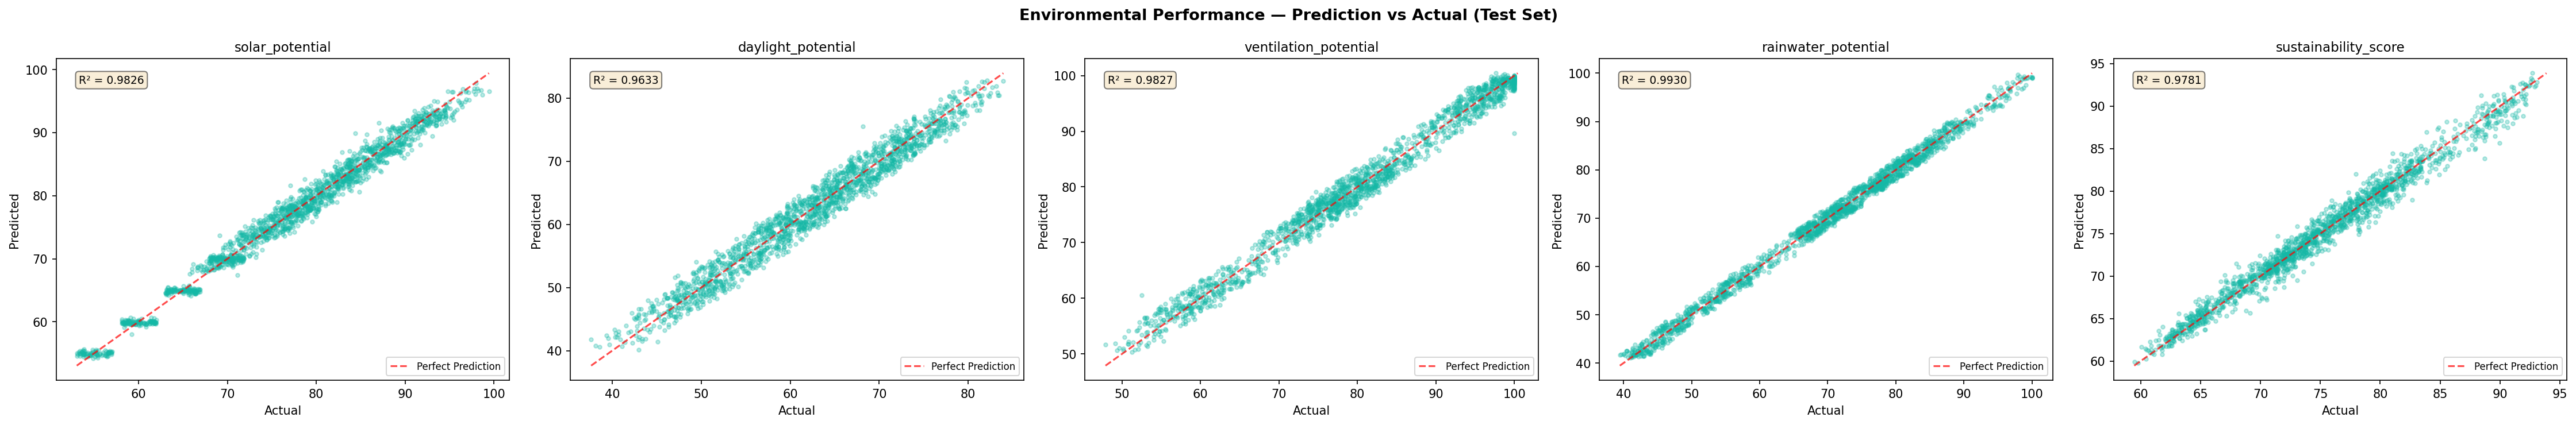 Environmental Performance — Prediction vs Actual (Test Set)
solar_potential
R² = 0.9826
100
90
80
70
60
Predicted
60 70 80 90 100
Actual
Perfect Prediction
daylight_potential
R² = 0.9633
80
70
60
50
40
Predicted
40 50 60 70 80
Actual
Perfect Prediction
ventilation_potential
R² = 0.9827
100
90
80
70
60
50
Predicted
50 60 70 80 90 100
Actual
Perfect Prediction
rainwater_potential
R² = 0.9930
100
90
80
70
60
50
40
Predicted
40 50 60 70 80 90 100
Actual
Perfect Prediction
sustainability_score
R² = 0.9781
95
90
85
80
75
70
65
60
Predicted
60 65 70 75 80 85 90 95
Actual
Perfect Prediction